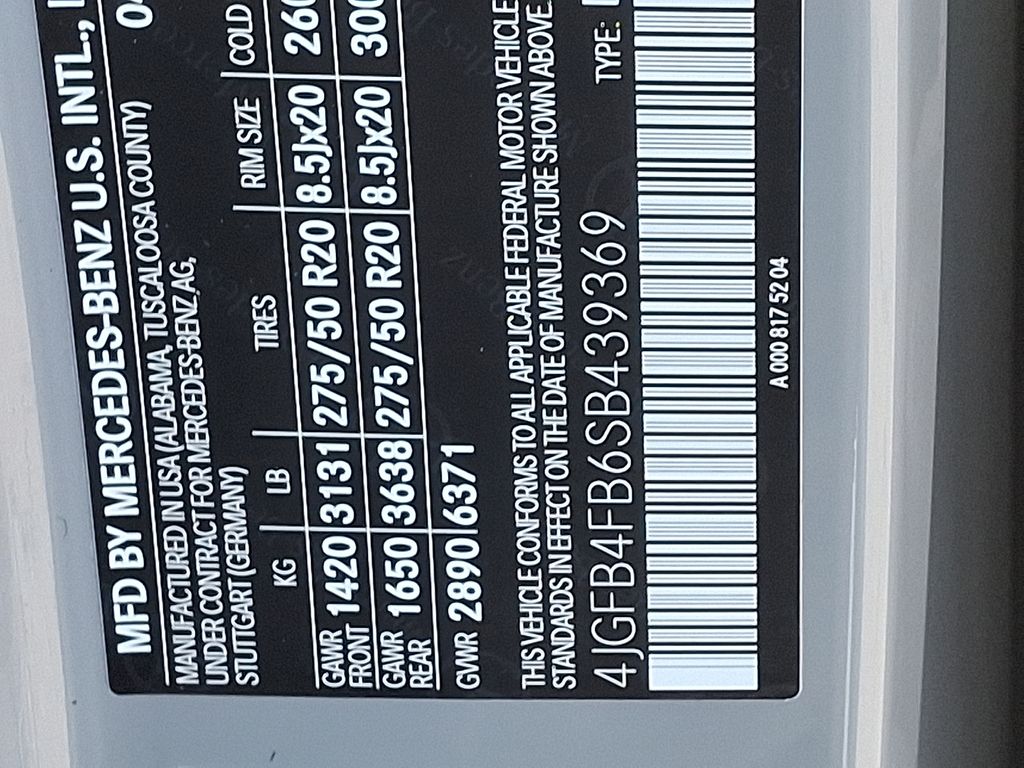 MFD BY MERCEDES-BENZ U.S. INTL.,
MANUFACTURED IN USA (ALABAMA, TUSCALOOSA COUNTY) 04
UNDER CONTRACT FOR MERCEDES-BENZ AG,
STUTTGART (GERMANY)
KG LB TIRES RIM SIZE COLD
GAWR FRONT 1420 3131 275/50 R20 8.5Jx20 260
GAWR REAR 1650 3638 275/50 R20 8.5Jx20 300
GVWR 2890 6371
THIS VEHICLE CONFORMS TO ALL APPLICABLE FEDERAL MOTOR VEHICLE
STANDARDS IN EFFECT ON THE DATE OF MANUFACTURE SHOWN ABOVE.
4JGFB4FB6SB439369 TYPE:
A 000 817 52 04